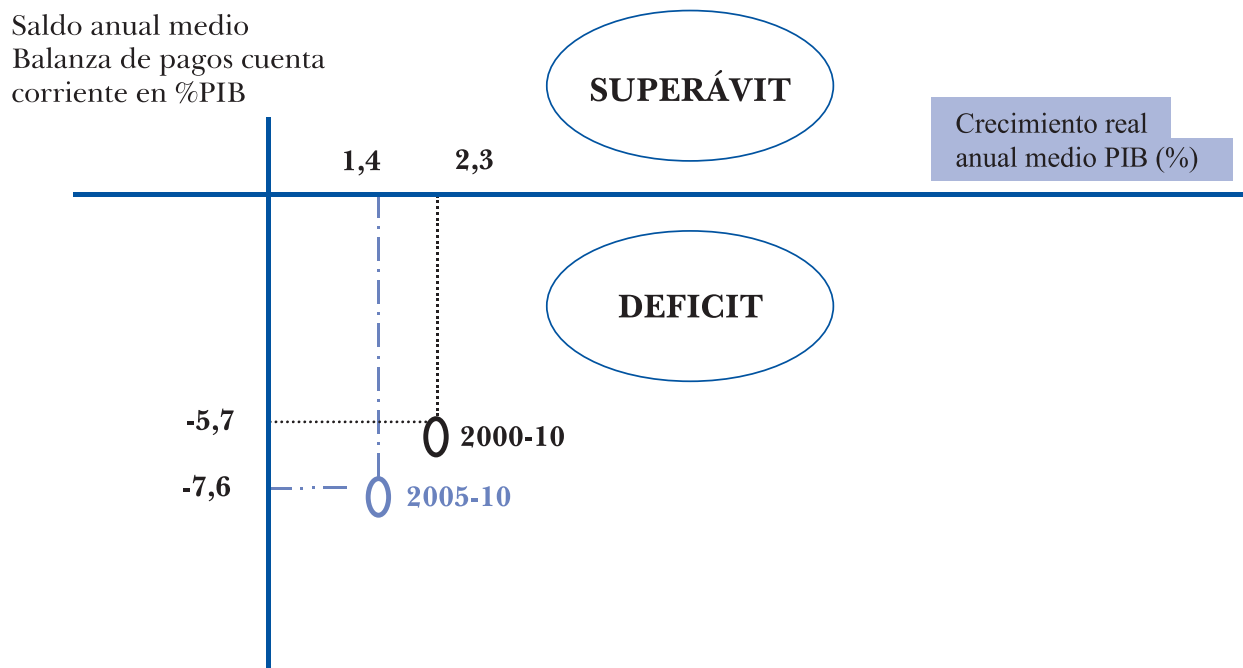 Saldo anual medio
Balanza de pagos cuenta
corriente en %PIB
SUPERÁVIT
Crecimiento real
anual medio PIB (%)
1,4
2,3
DEFICIT
-5,7
2000-10
-7,6
2005-10